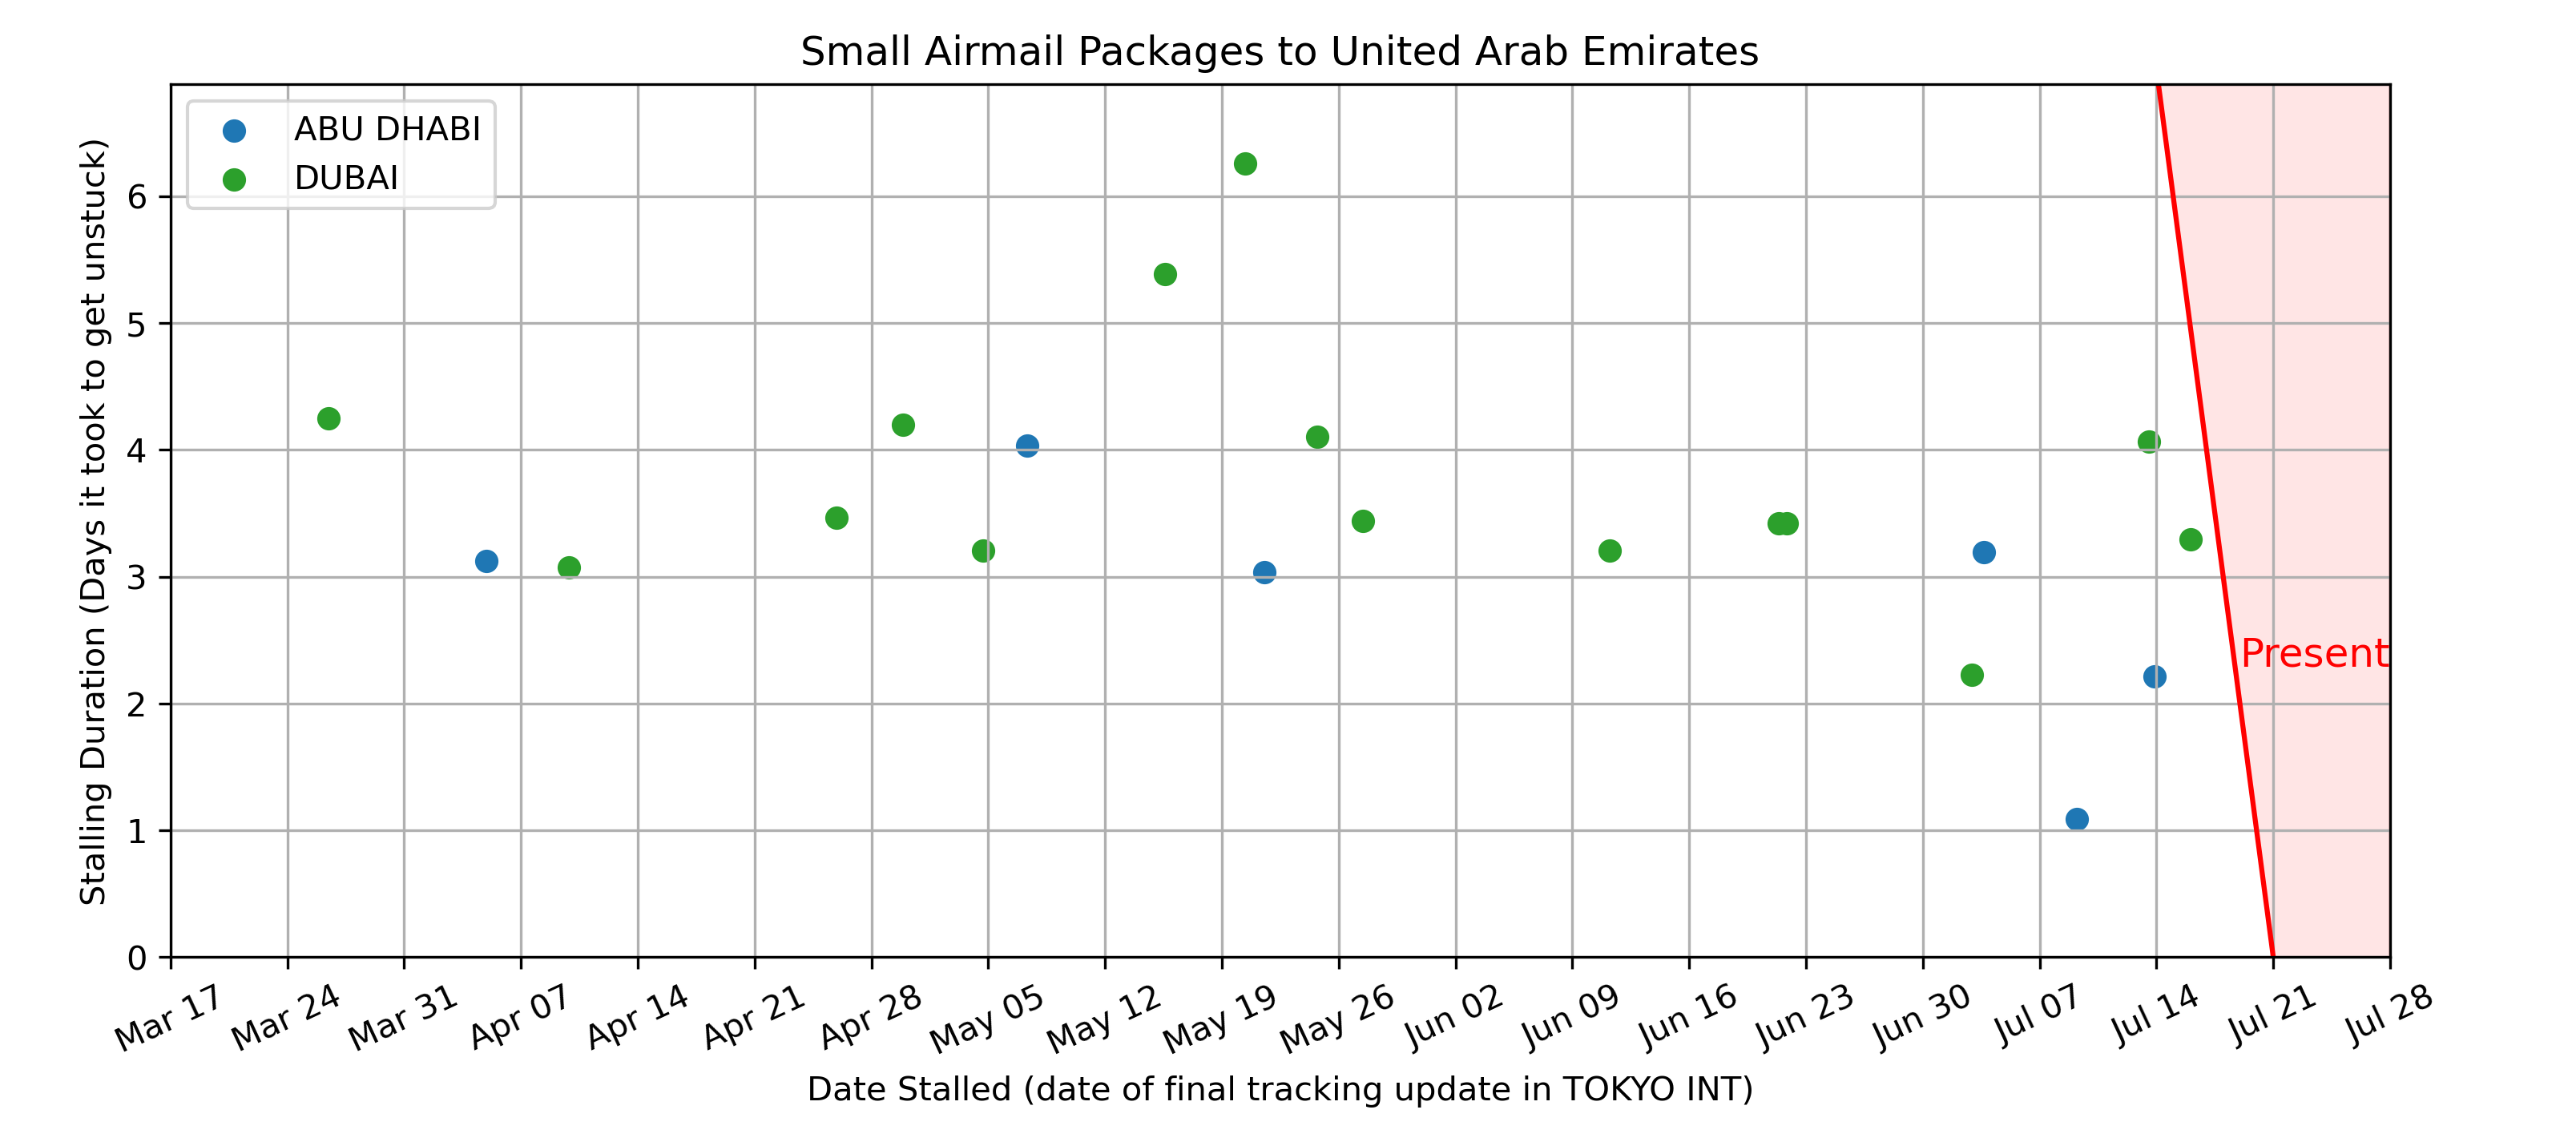 Small Airmail Packages to United Arab Emirates
ABU DHABI
DUBAI
Stalling Duration (Days it took to get unstuck)
6
5
4
3
2
1
0
Present
Mar 17
Mar 24
Mar 31
Apr 07
Apr 14
Apr 21
Apr 28
May 05
May 12
May 19
May 26
Jun 02
Jun 09
Jun 16
Jun 23
Jun 30
Jul 07
Jul 14
Jul 21
Jul 28
Date Stalled (date of final tracking update in TOKYO INT)